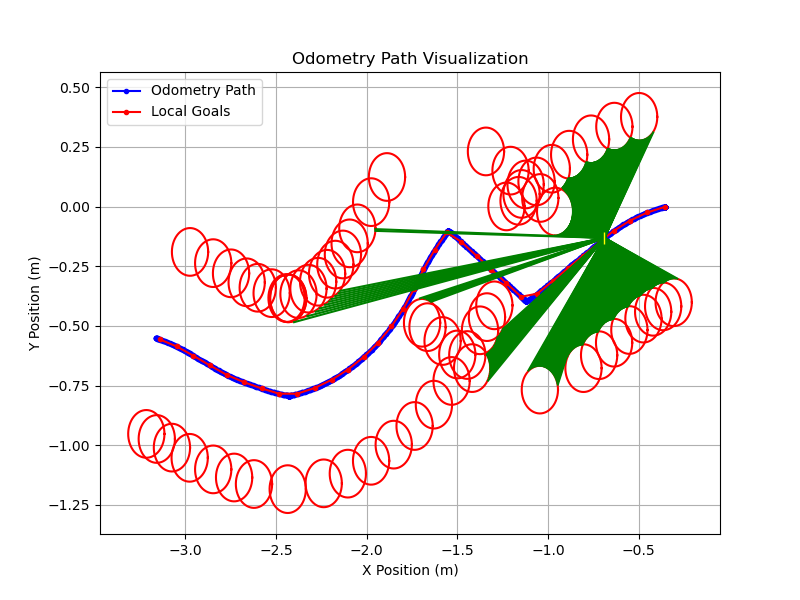 Odometry Path Visualization
Odometry Path
Local Goals
0.50
0.25
0.00
−0.25
−0.50
−0.75
−1.00
−1.25
Y Position (m)
−3.0 −2.5 −2.0 −1.5 −1.0 −0.5
X Position (m)